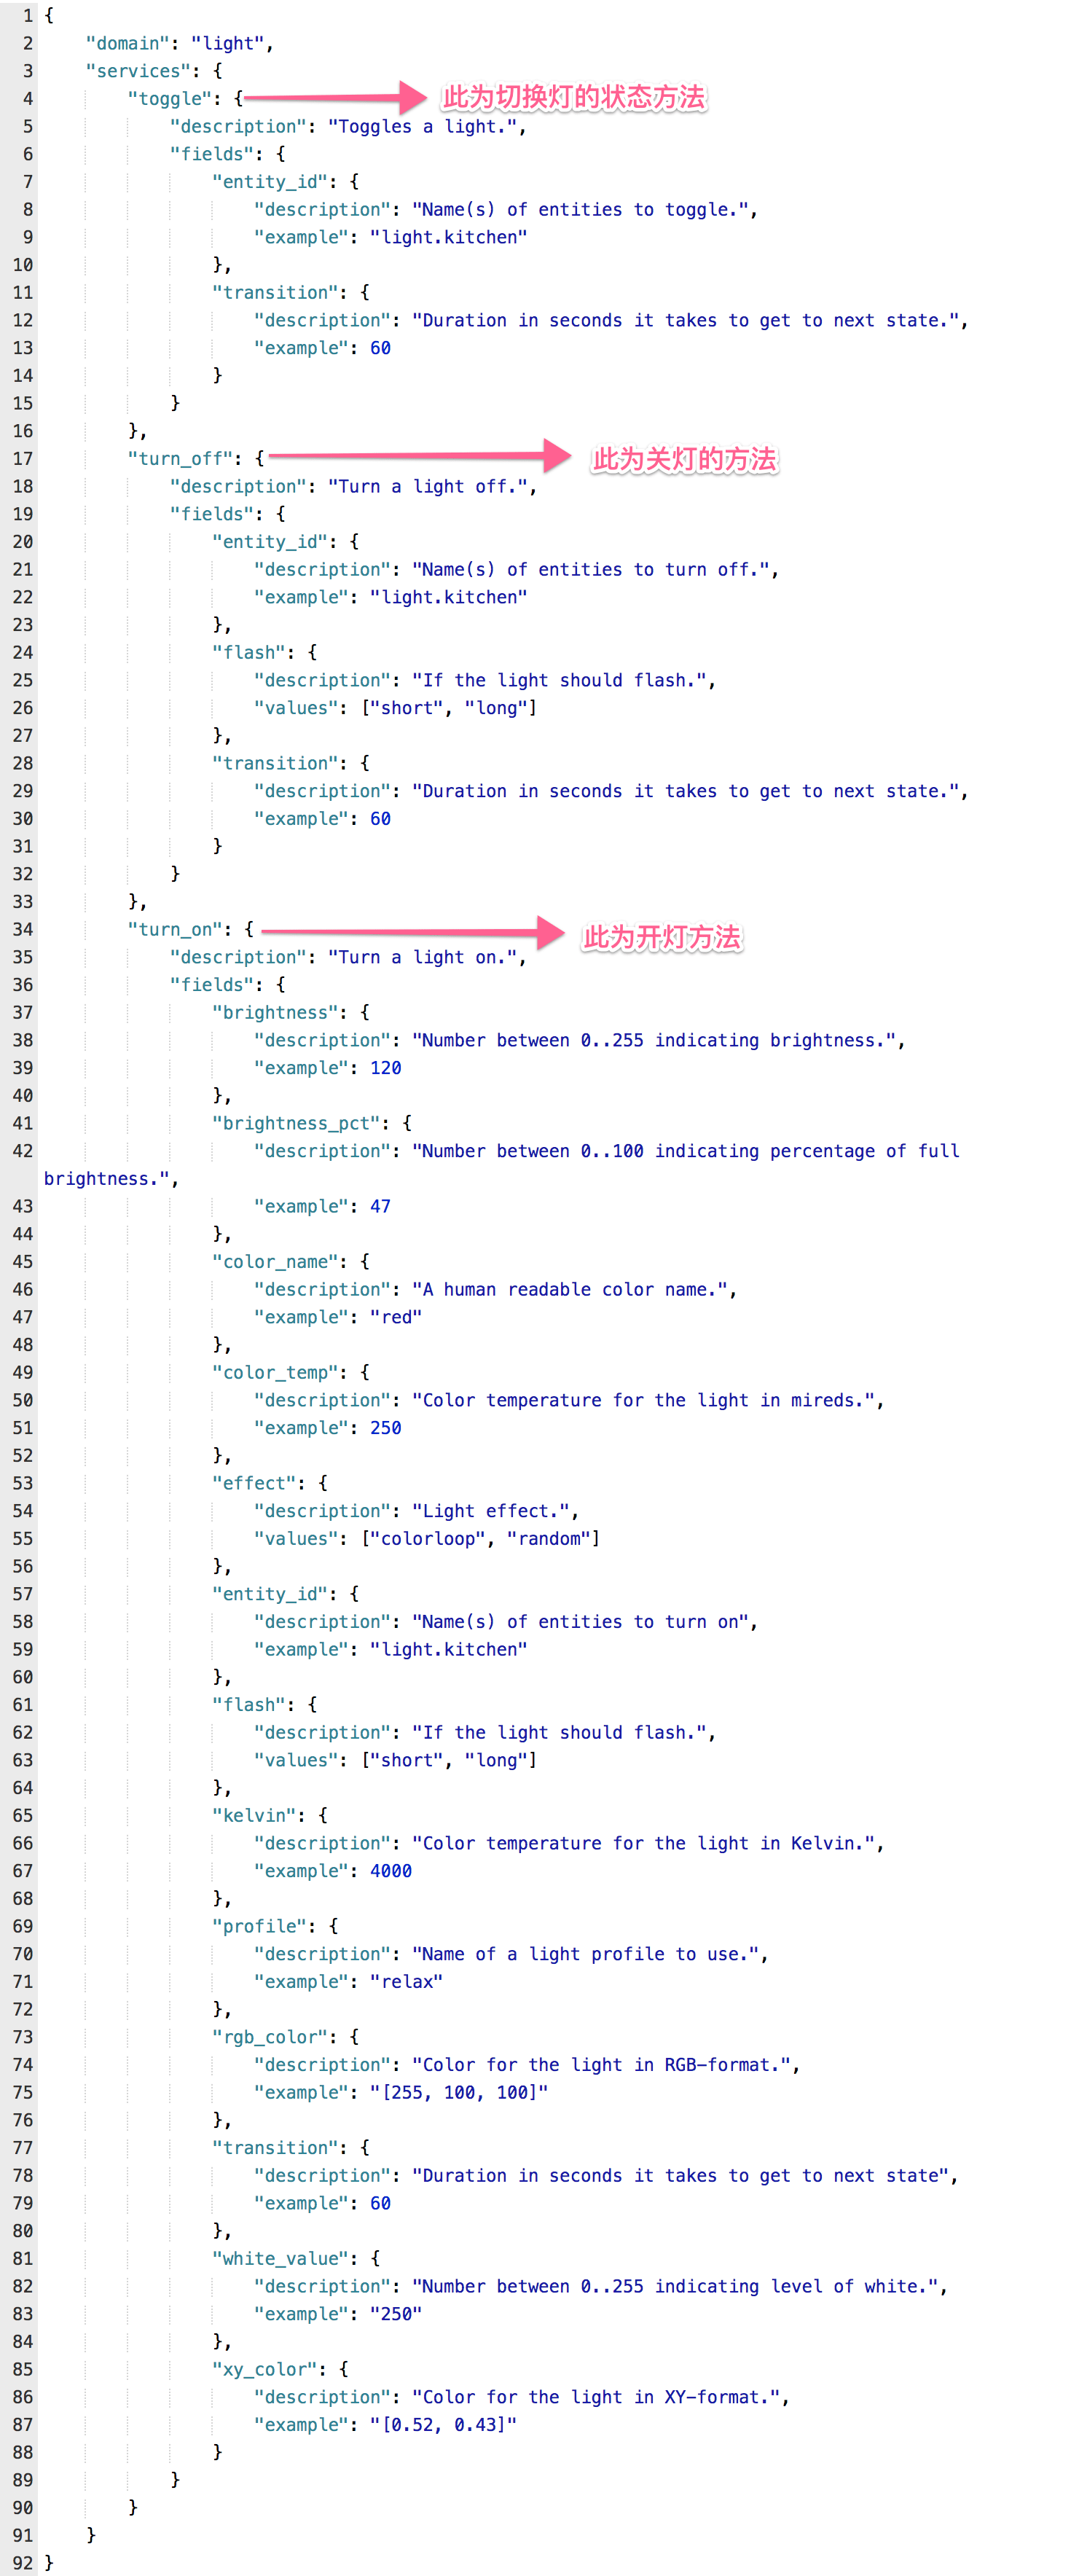 1 {
2     "domain": "light",
3     "services": {
4         "toggle": { 此为切换灯的状态方法
5             "description": "Toggles a light.",
6             "fields": {
7                 "entity_id": {
8                     "description": "Name(s) of entities to toggle.",
9                     "example": "light.kitchen"
10                 },
11                 "transition": {
12                     "description": "Duration in seconds it takes to get to next state.",
13                     "example": 60
14                 }
15             }
16         },
17         "turn_off": { 此为关灯的方法
18             "description": "Turn a light off.",
19             "fields": {
20                 "entity_id": {
21                     "description": "Name(s) of entities to turn off.",
22                     "example": "light.kitchen"
23                 },
24                 "flash": {
25                     "description": "If the light should flash.",
26                     "values": ["short", "long"]
27                 },
28                 "transition": {
29                     "description": "Duration in seconds it takes to get to next state.",
30                     "example": 60
31                 }
32             }
33         },
34         "turn_on": { 此为开灯方法
35             "description": "Turn a light on.",
36             "fields": {
37                 "brightness": {
38                     "description": "Number between 0..255 indicating brightness.",
39                     "example": 120
40                 },
41                 "brightness_pct": {
42                     "description": "Number between 0..100 indicating percentage of full
brightness.",
43                     "example": 47
44                 },
45                 "color_name": {
46                     "description": "A human readable color name.",
47                     "example": "red"
48                 },
49                 "color_temp": {
50                     "description": "Color temperature for the light in mireds.",
51                     "example": 250
52                 },
53                 "effect": {
54                     "description": "Light effect.",
55                     "values": ["colorloop", "random"]
56                 },
57                 "entity_id": {
58                     "description": "Name(s) of entities to turn on",
59                     "example": "light.kitchen"
60                 },
61                 "flash": {
62                     "description": "If the light should flash.",
63                     "values": ["short", "long"]
64                 },
65                 "kelvin": {
66                     "description": "Color temperature for the light in Kelvin.",
67                     "example": 4000
68                 },
69                 "profile": {
70                     "description": "Name of a light profile to use.",
71                     "example": "relax"
72                 },
73                 "rgb_color": {
74                     "description": "Color for the light in RGB-format.",
75                     "example": "[255, 100, 100]"
76                 },
77                 "transition": {
78                     "description": "Duration in seconds it takes to get to next state",
79                     "example": 60
80                 },
81                 "white_value": {
82                     "description": "Number between 0..255 indicating level of white.",
83                     "example": "250"
84                 },
85                 "xy_color": {
86                     "description": "Color for the light in XY-format.",
87                     "example": "[0.52, 0.43]"
88                 }
89             }
90         }
91     }
92 }